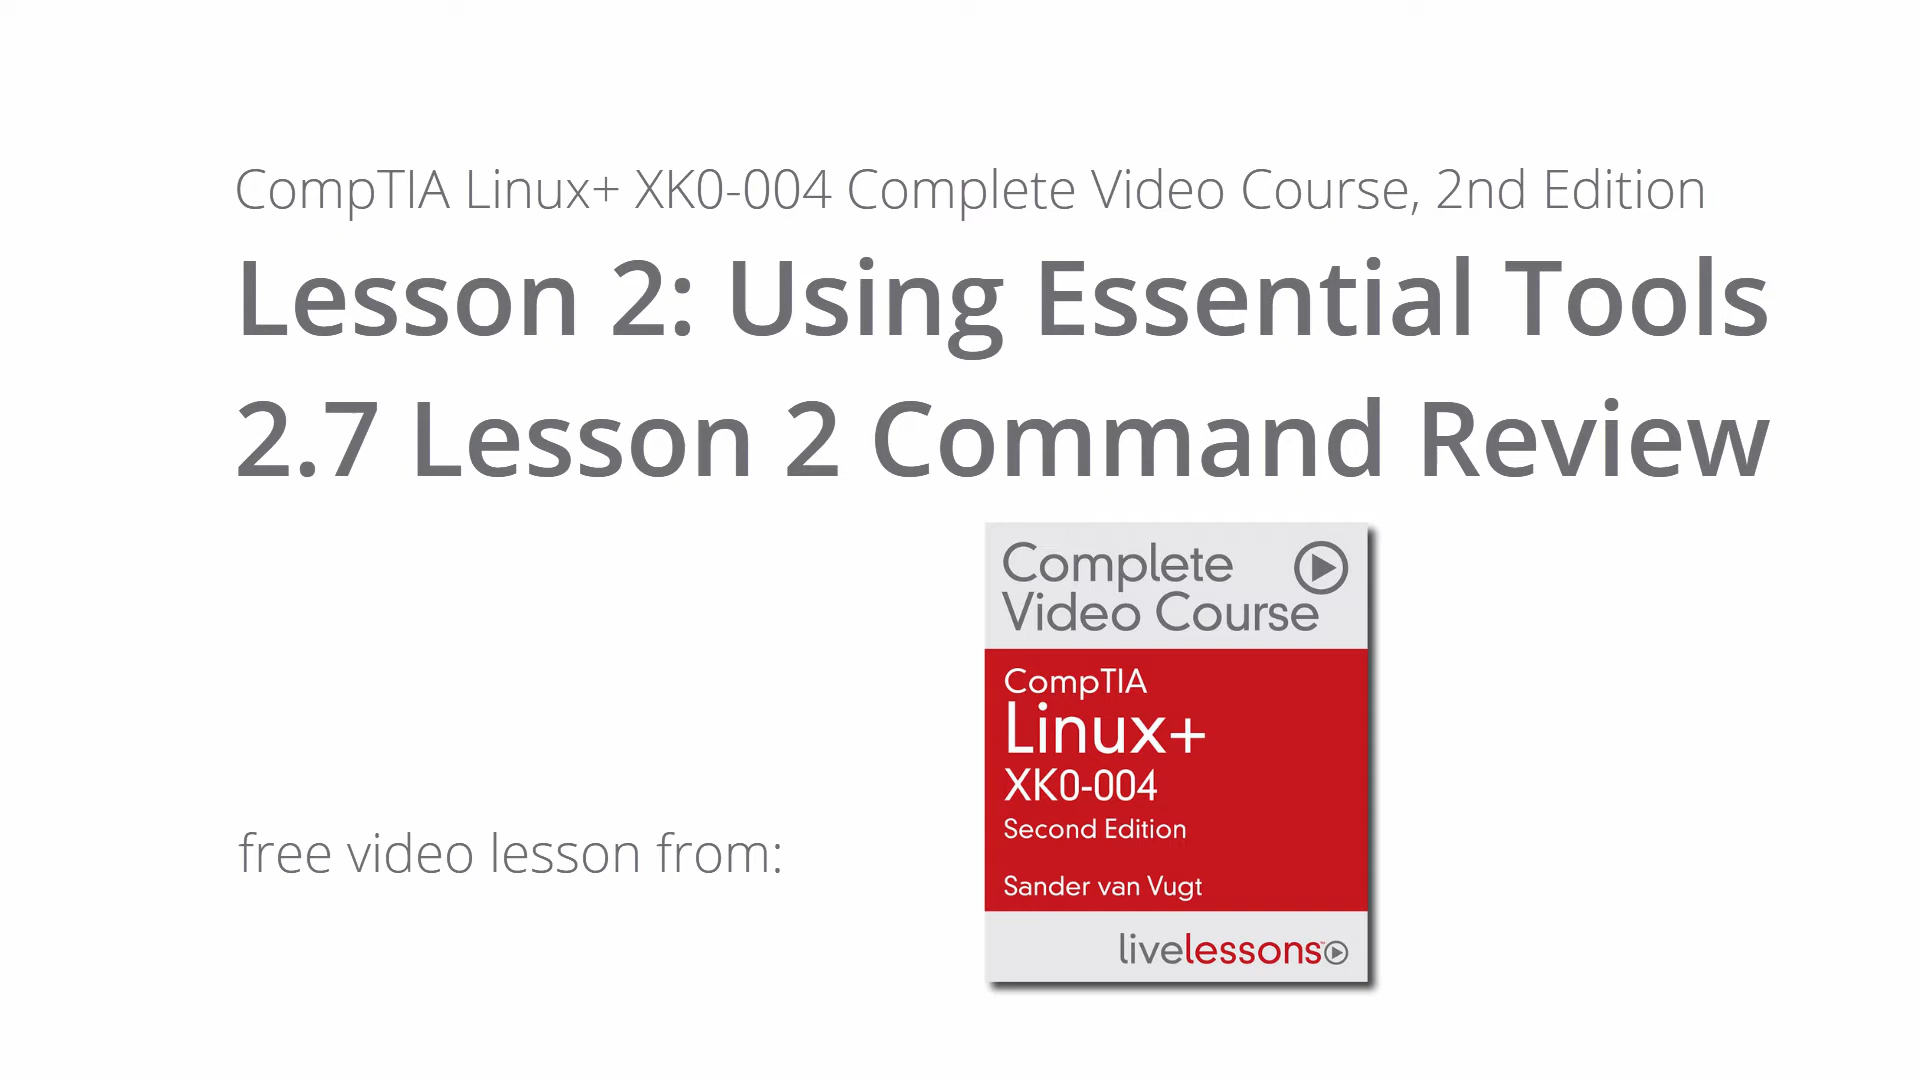 CompTIA Linux+ XK0-004 Complete Video Course, 2nd Edition
Lesson 2: Using Essential Tools
2.7 Lesson 2 Command Review
Complete
Video Course
CompTIA
Linux+
XK0-004
Second Edition
Sander van Vugt
livelessons™
free video lesson from: